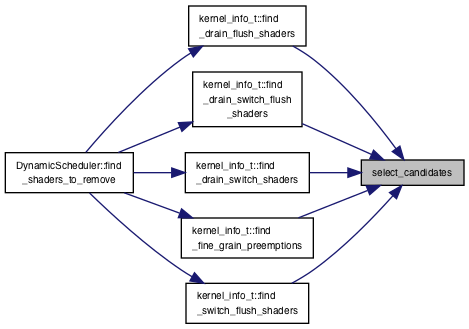 kernel_info_t::find
_drain_flush_shaders
kernel_info_t::find
_drain_switch_flush
_shaders
DynamicScheduler::find
_shaders_to_remove
kernel_info_t::find
_drain_switch_shaders
select_candidates
kernel_info_t::find
_fine_grain_preemptions
kernel_info_t::find
_switch_flush_shaders